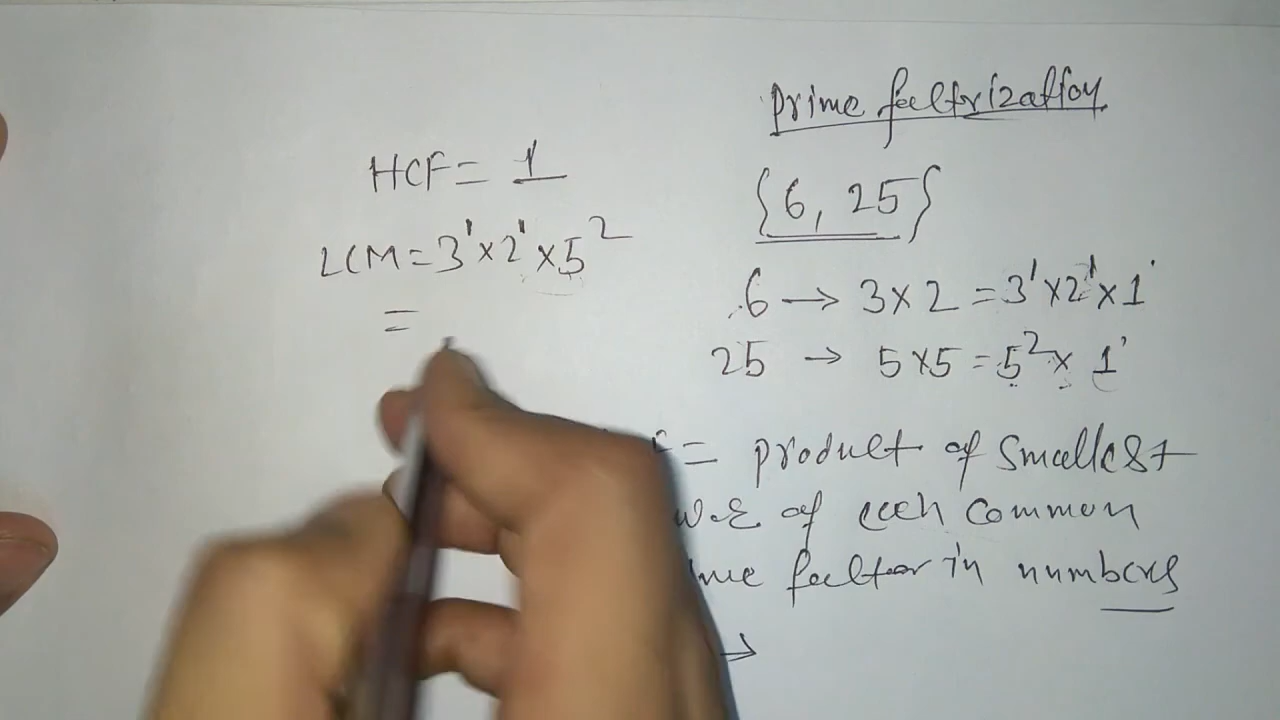 Prime factrization
HCF = 1
{6, 25}
LCM = 3¹ × 2¹ × 5²
=
6 → 3 × 2 = 3¹ × 2¹ × 1¹
25 → 5 × 5 = 5² × 1¹
= product of smallest
of each common
factor in numbers
→